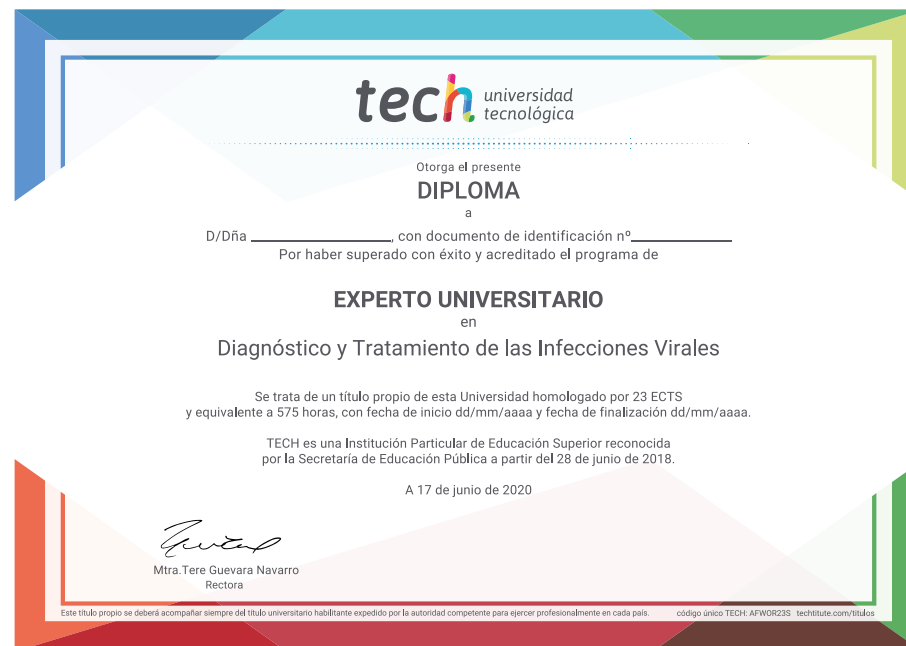 tech universidad
tecnológica
Otorga el presente
DIPLOMA
a
D/Dña ________________, con documento de identificación nº____________
Por haber superado con éxito y acreditado el programa de
EXPERTO UNIVERSITARIO
en
Diagnóstico y Tratamiento de las Infecciones Virales
Se trata de un título propio de esta Universidad homologado por 23 ECTS
y equivalente a 575 horas, con fecha de inicio dd/mm/aaaa y fecha de finalización dd/mm/aaaa.
TECH es una Institución Particular de Educación Superior reconocida
por la Secretaría de Educación Pública a partir del 28 de junio de 2018.
A 17 de junio de 2020
Mtra.Tere Guevara Navarro
Rectora
Este título propio se deberá acompañar siempre del título universitario habilitante expedido por la autoridad competente para ejercer profesionalmente en cada país. código único TECH: AFWOR23S techtitute.com/titulos